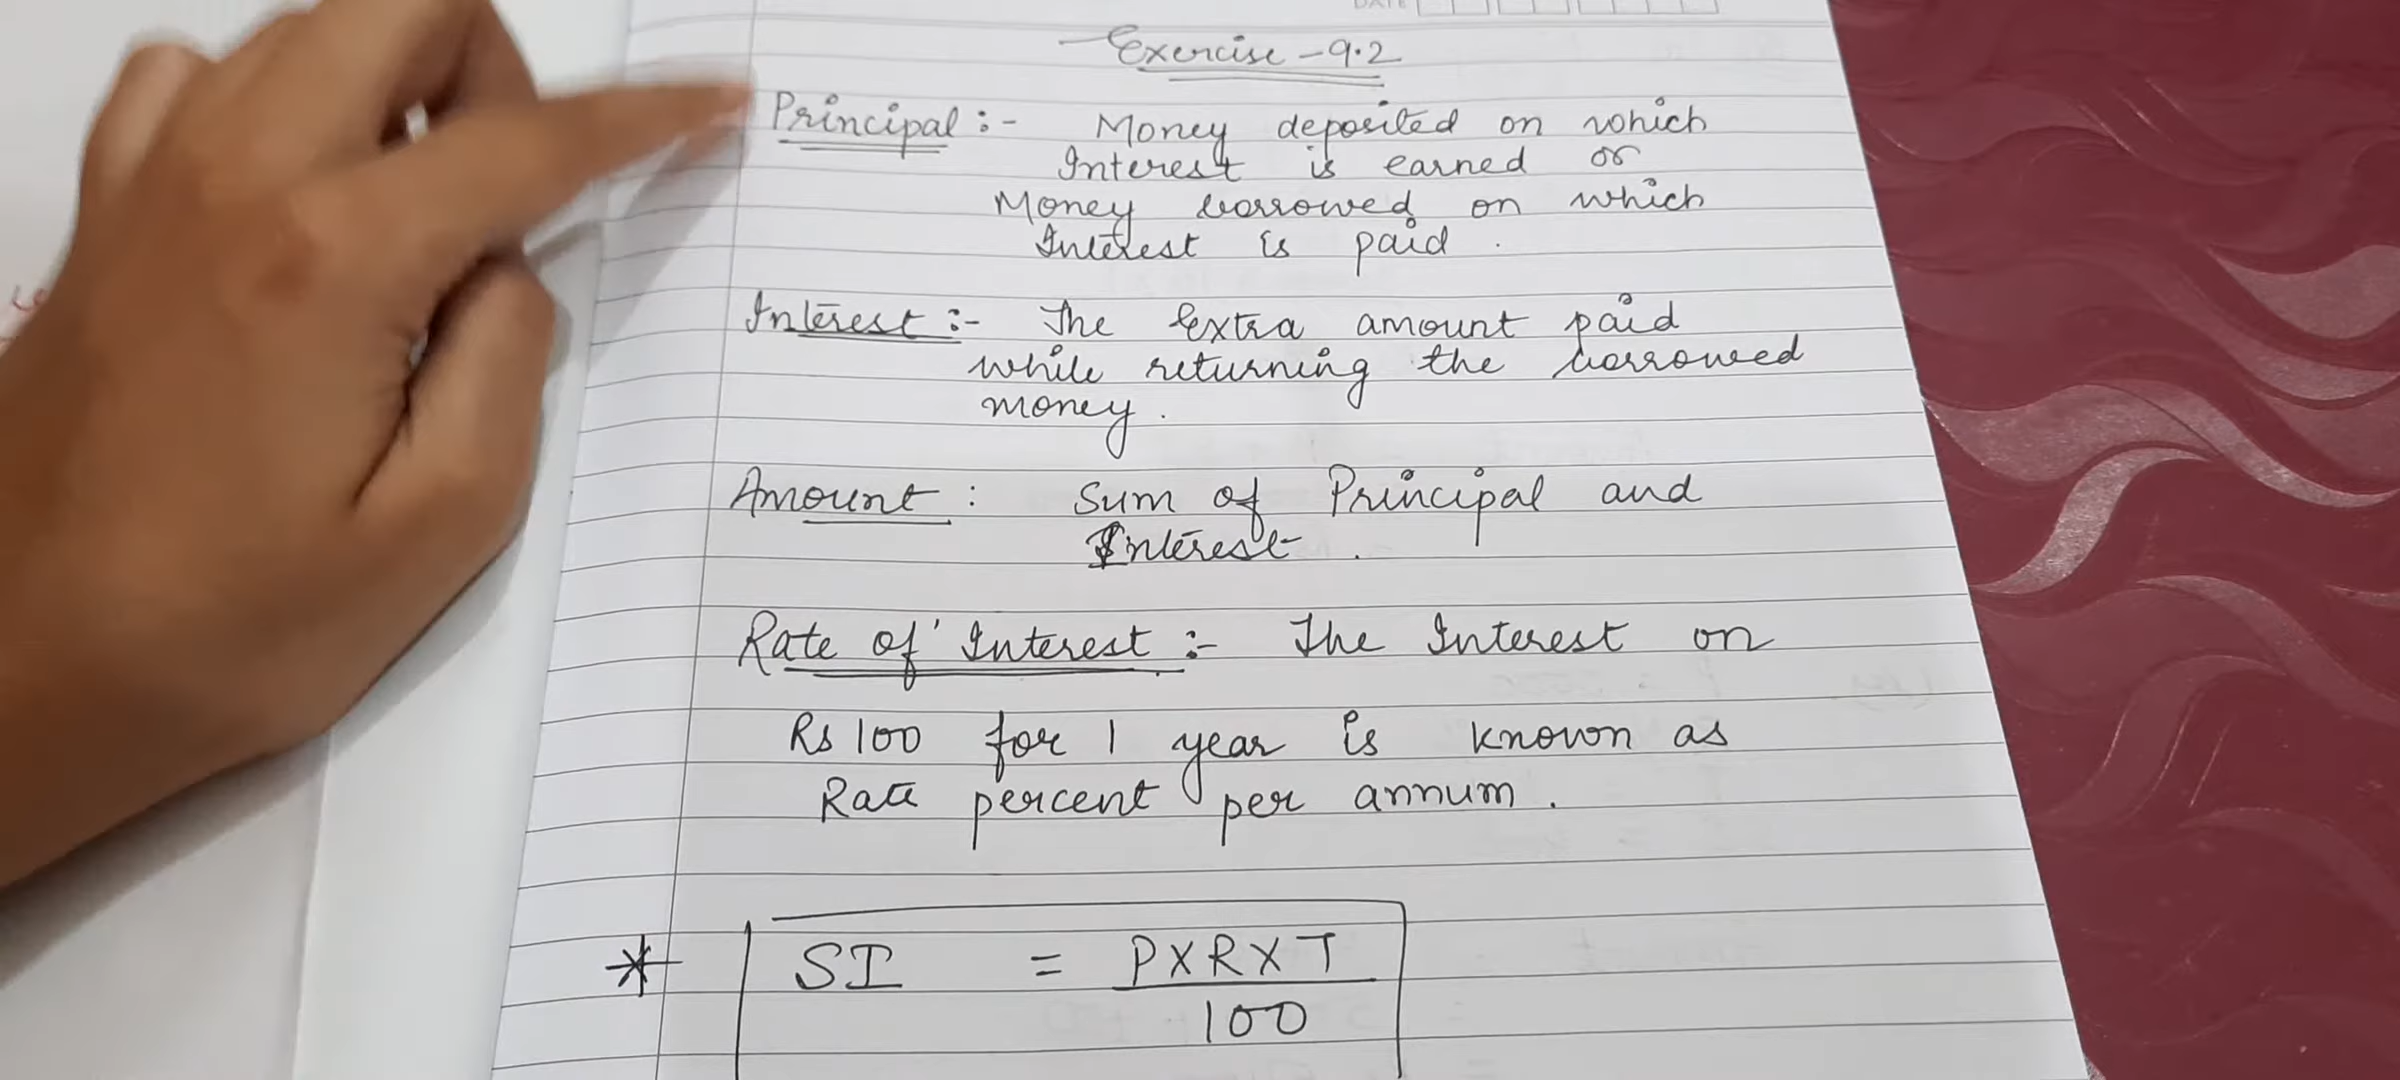 DATE
Exercise - 9.2
Principal :- Money deposited on which
Interest is earned or
Money borrowed on which
Interest is paid.
Interest :- The Extra amount paid
while returning the borrowed
money.
Amount : Sum of Principal and
Interest.
Rate of Interest :- The Interest on
Rs 100 for 1 year is known as
Rate percent per annum.
* SI = P X R X T
100